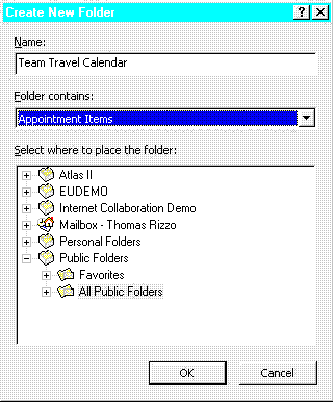 Create New Folder
Name:
Team Travel Calendar
Folder contains:
Appointment Items
Select where to place the folder:
Atlas II
EUDEMO
Internet Collaboration Demo
Mailbox - Thomas Rizzo
Personal Folders
Public Folders
Favorites
All Public Folders
OK Cancel